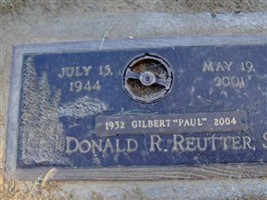 JULY 15, MAY 19,
1944 2001
1932 GILBERT "PAUL" 2004
DONALD R. REUTTER, S